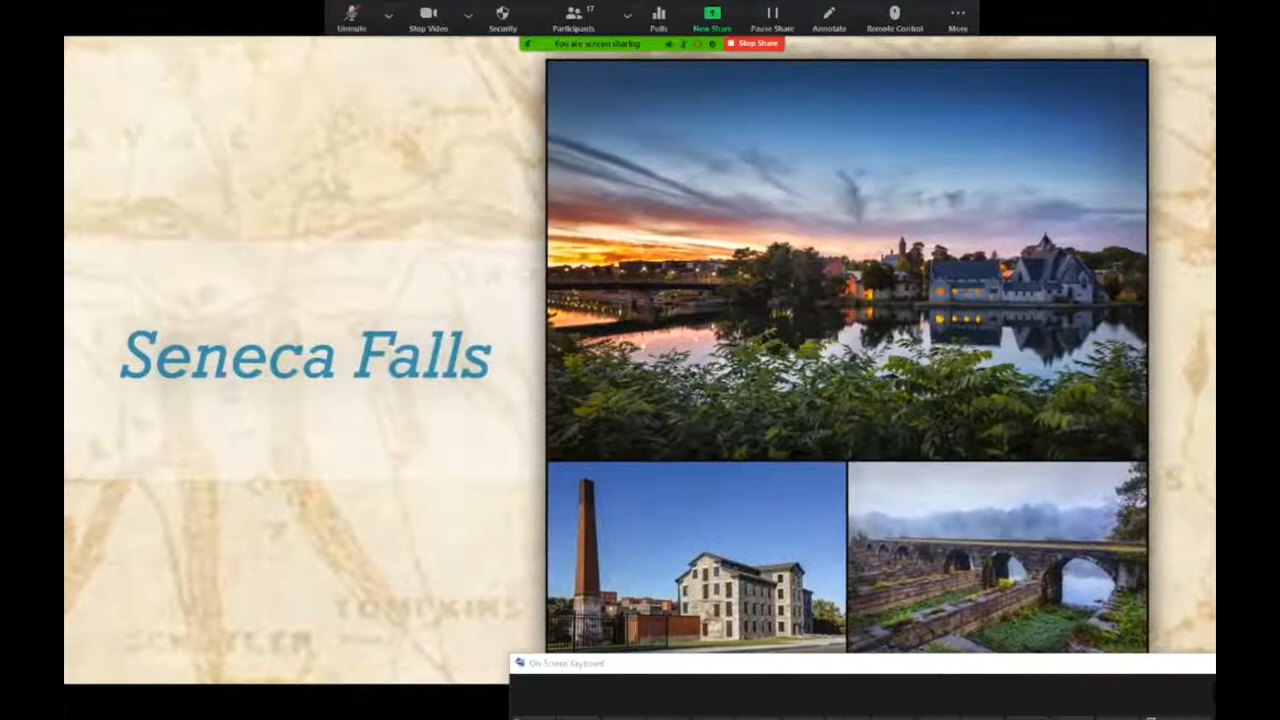 Unmute
Stop Video
Security
17
Participants
Polls
New Share
Pause Share
Annotate
Remote Control
More
You are screen sharing
Stop Share
Seneca Falls
TOMPKINS
SCHUYLER
On-Screen Keyboard